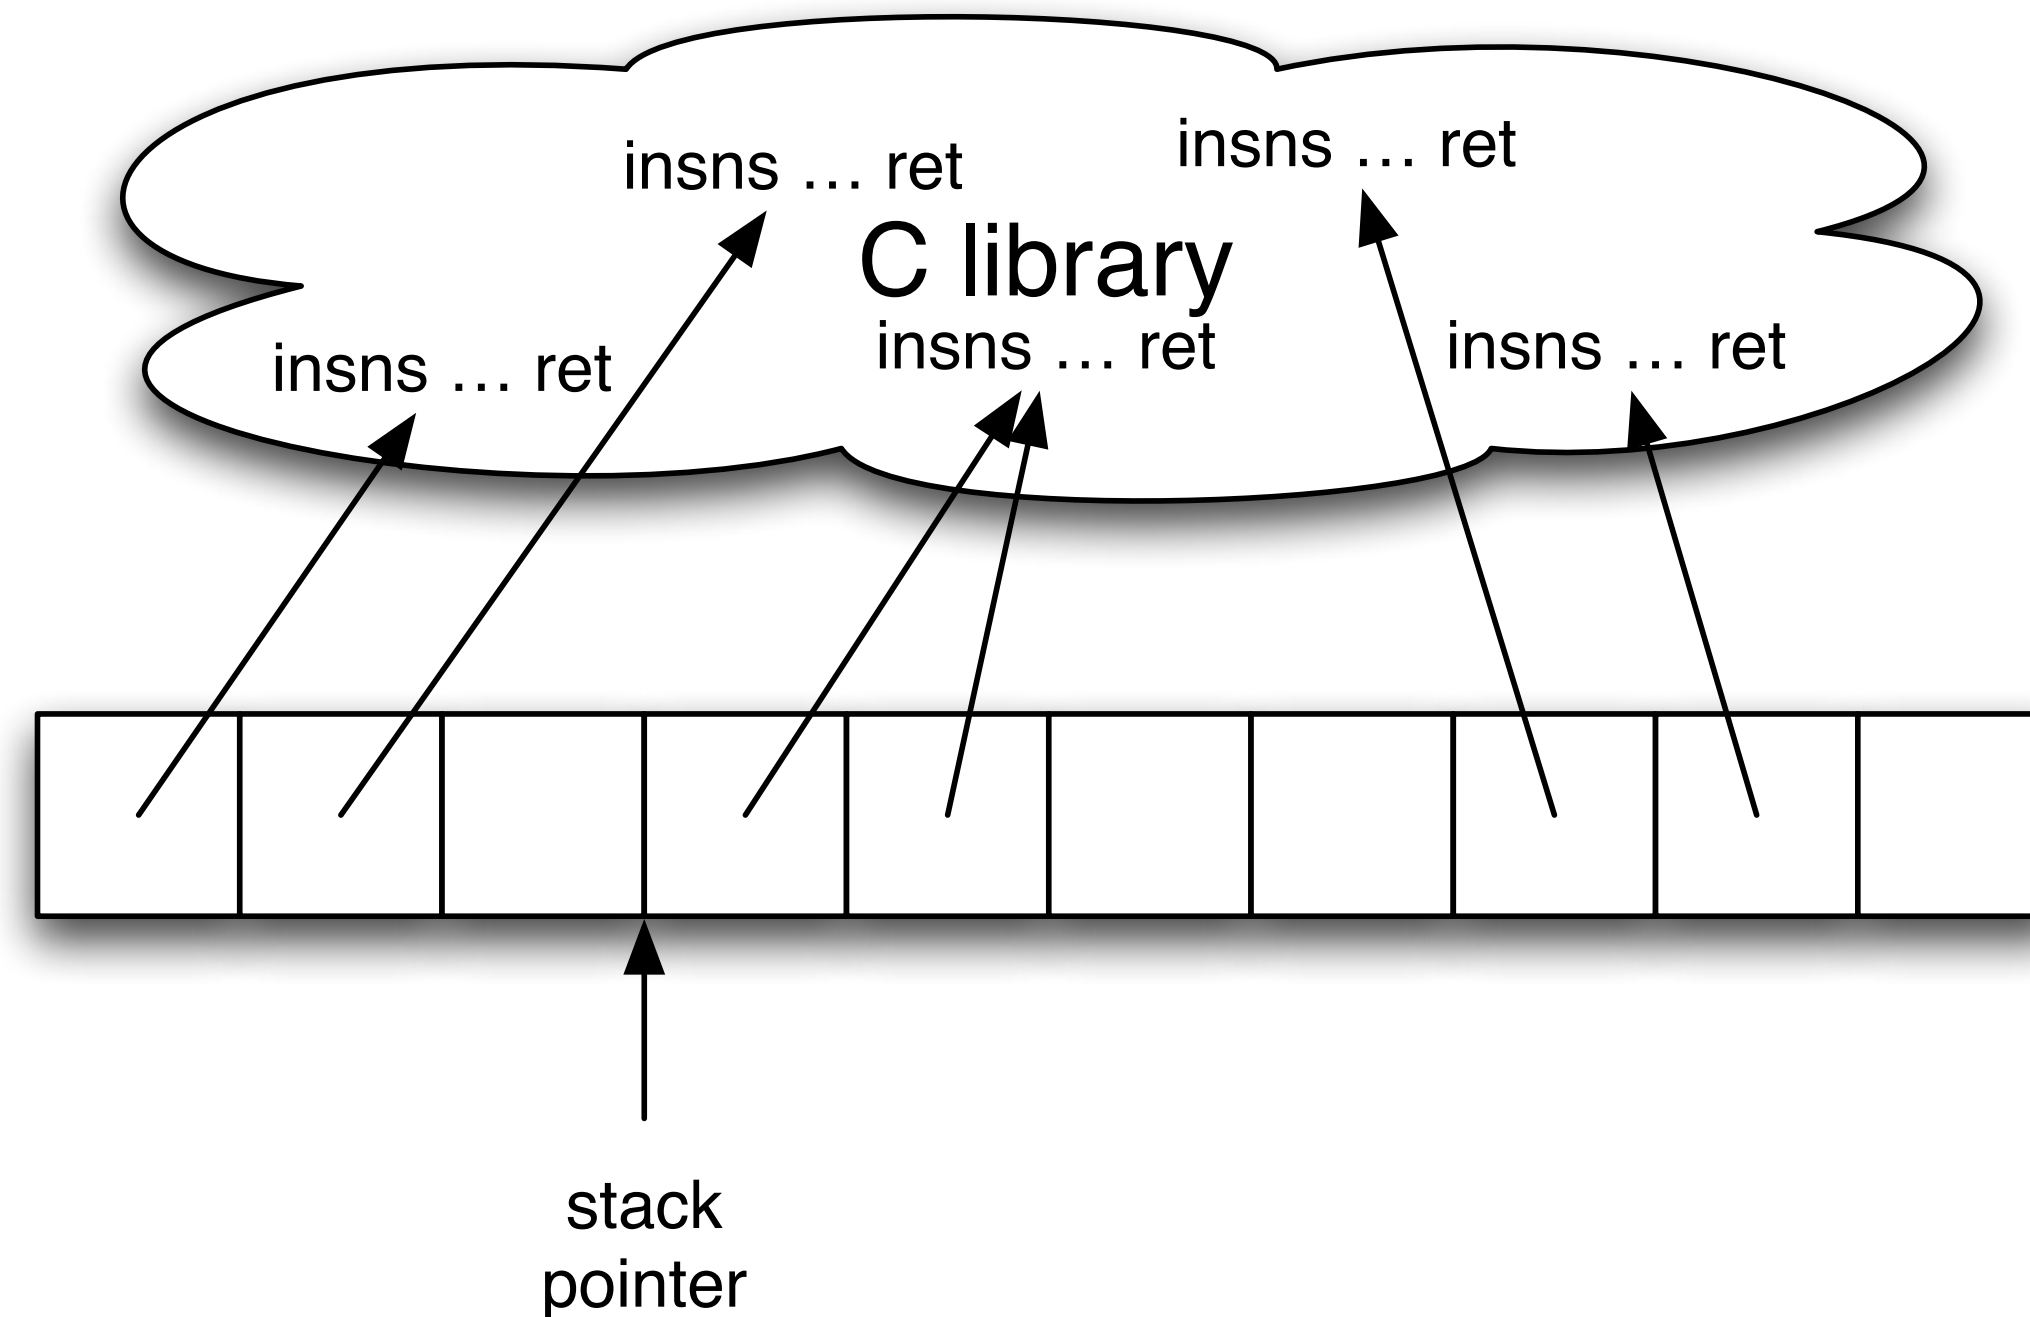 insns … ret
insns … ret
C library
insns … ret
insns … ret
insns … ret
stack
pointer